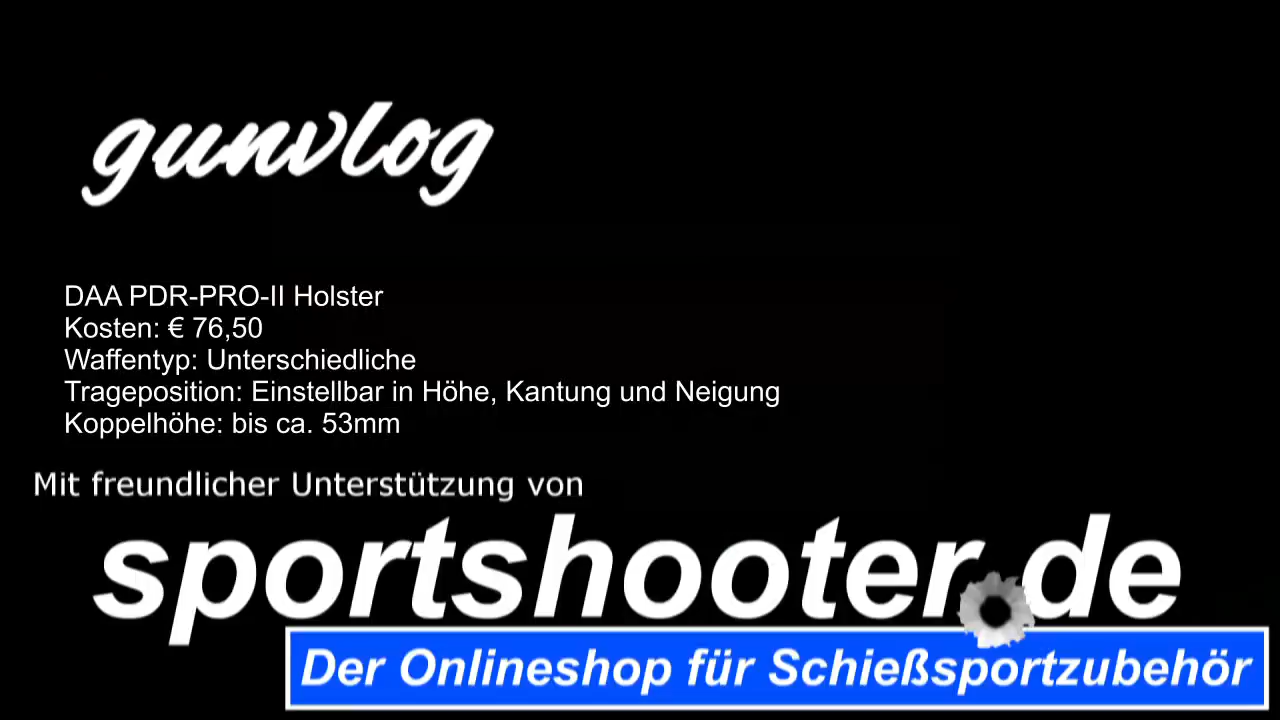 gunvlog
DAA PDR-PRO-II Holster
Kosten: € 76,50
Waffentyp: Unterschiedliche
Trageposition: Einstellbar in Höhe, Kantung und Neigung
Koppelhöhe: bis ca. 53mm
Mit freundlicher Unterstützung von
sportshooter.de
Der Onlineshop für Schießsportzubehör